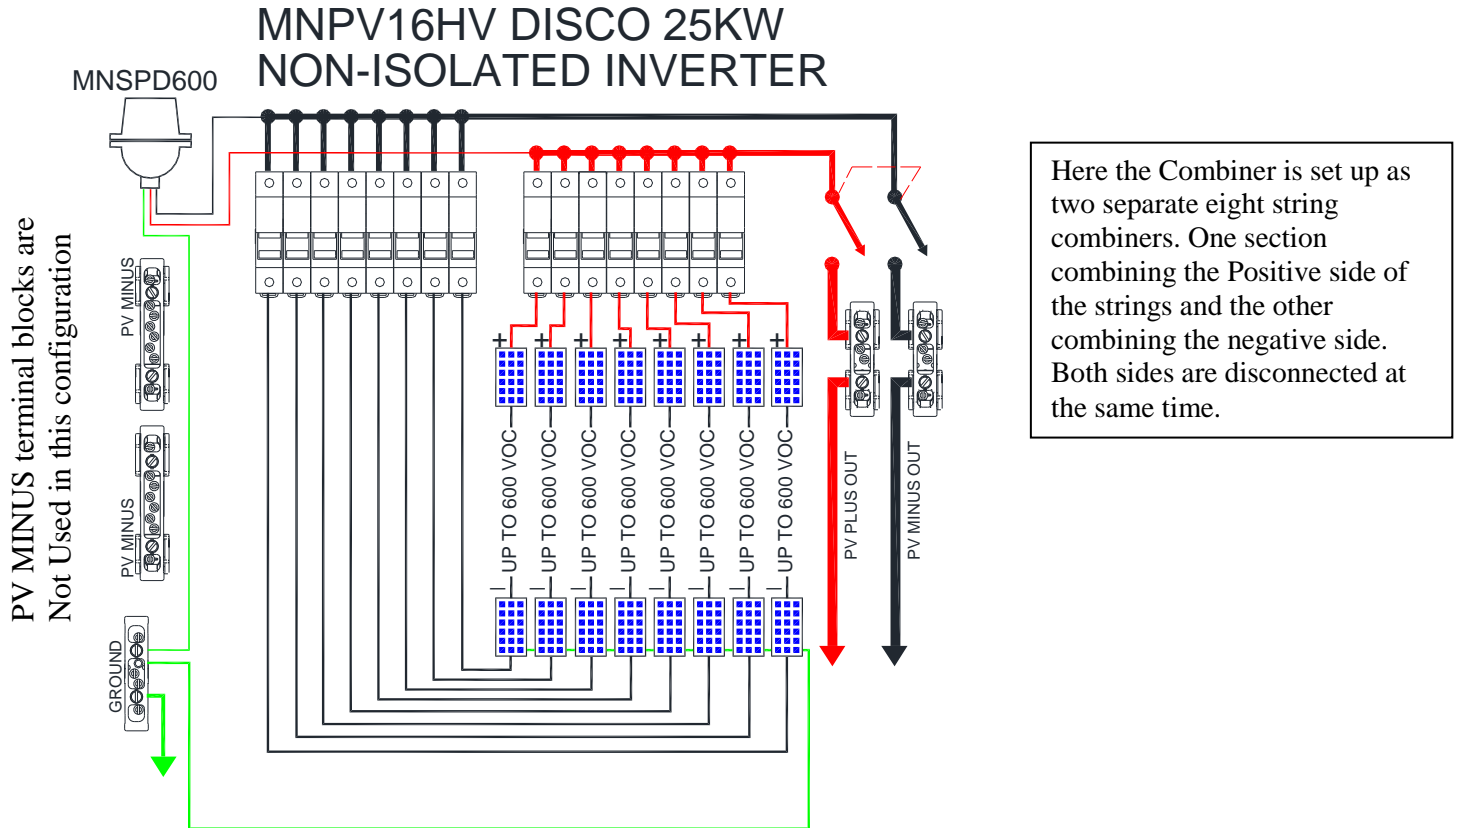 MNPV16HV DISCO 25KW
NON-ISOLATED INVERTER
MNSPD600
PV MINUS terminal blocks are
Not Used in this configuration
PV MINUS
PV MINUS
GROUND
+
+
+
+
+
+
+
+
UP TO 600 VOC
UP TO 600 VOC
UP TO 600 VOC
UP TO 600 VOC
UP TO 600 VOC
UP TO 600 VOC
UP TO 600 VOC
UP TO 600 VOC
–
–
–
–
–
–
–
–
PV PLUS OUT
PV MINUS OUT
Here the Combiner is set up as
two separate eight string
combiners. One section
combining the Positive side of
the strings and the other
combining the negative side.
Both sides are disconnected at
the same time.